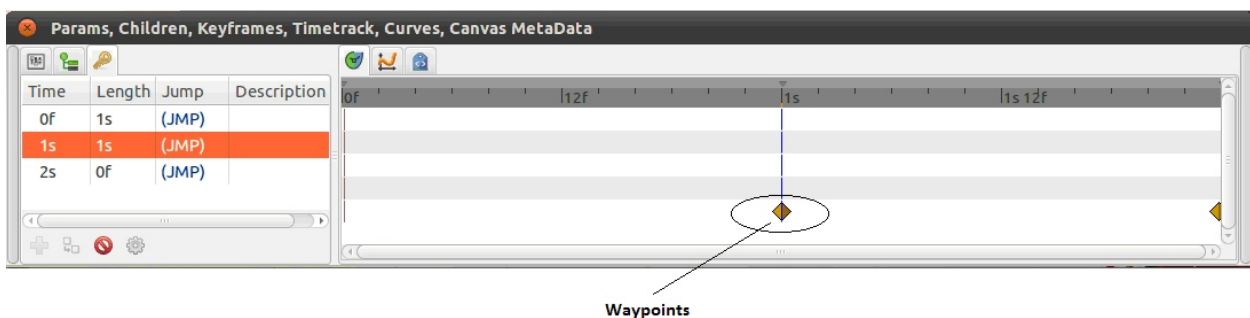 Params, Children, Keyframes, Timetrack, Curves, Canvas MetaData
Time Length Jump Description
0f 1s (JMP)
1s 1s (JMP)
2s 0f (JMP)
0f 12f 1s 1s 12f
Waypoints